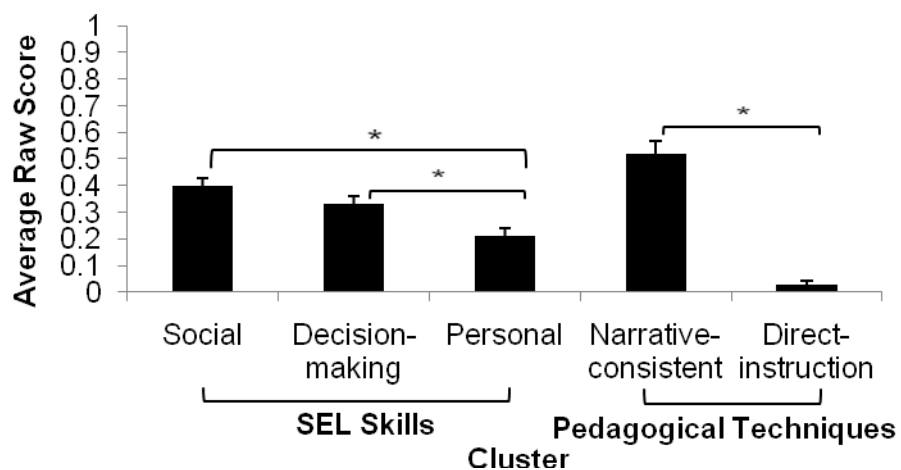 Average Raw Score
1
0.9
0.8
0.7
0.6
0.5
0.4
0.3
0.2
0.1
0
*
*
*
Social
Decision-
making
Personal
Narrative-
consistent
Direct-
instruction
SEL Skills
Pedagogical Techniques
Cluster